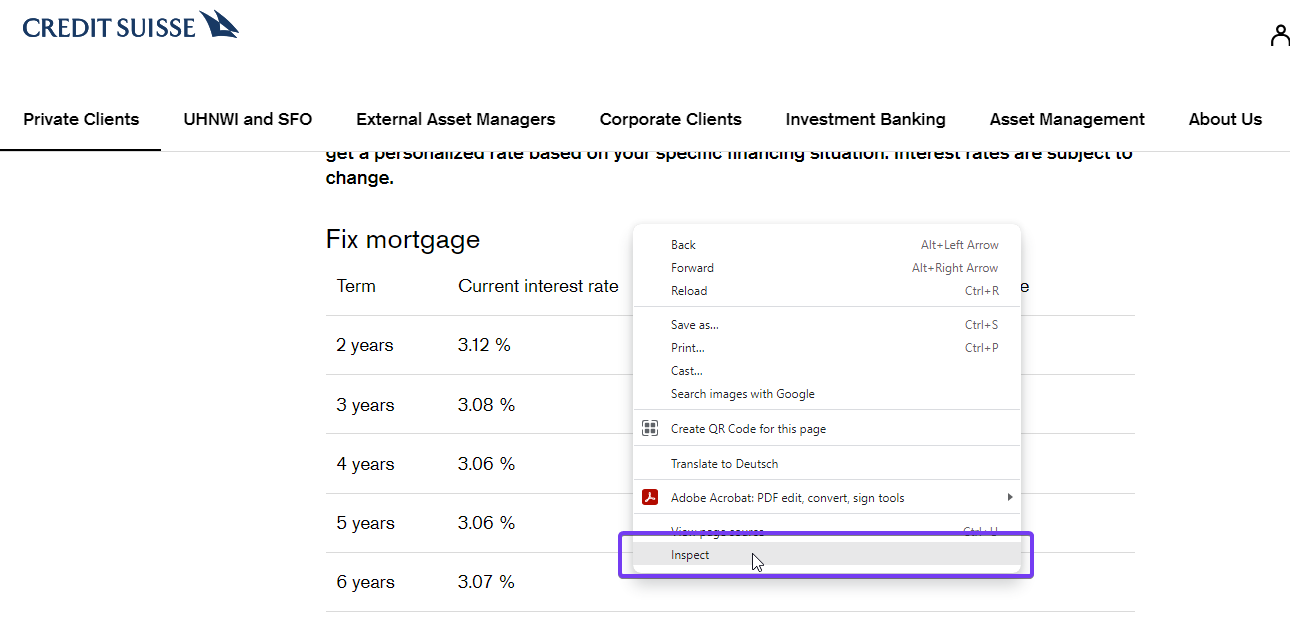 CREDIT SUISSE
Private Clients UHNWI and SFO External Asset Managers Corporate Clients Investment Banking Asset Management About Us
get a personalized rate based on your specific financing situation. Interest rates are subject to
change.
Fix mortgage
Term Current interest rate e
2 years 3.12 %
3 years 3.08 %
4 years 3.06 %
5 years 3.06 %
6 years 3.07 %
Back Alt+Left Arrow
Forward Alt+Right Arrow
Reload Ctrl+R
Save as... Ctrl+S
Print... Ctrl+P
Cast...
Search images with Google
Create QR Code for this page
Translate to Deutsch
Adobe Acrobat: PDF edit, convert, sign tools
View page source Ctrl+U
Inspect